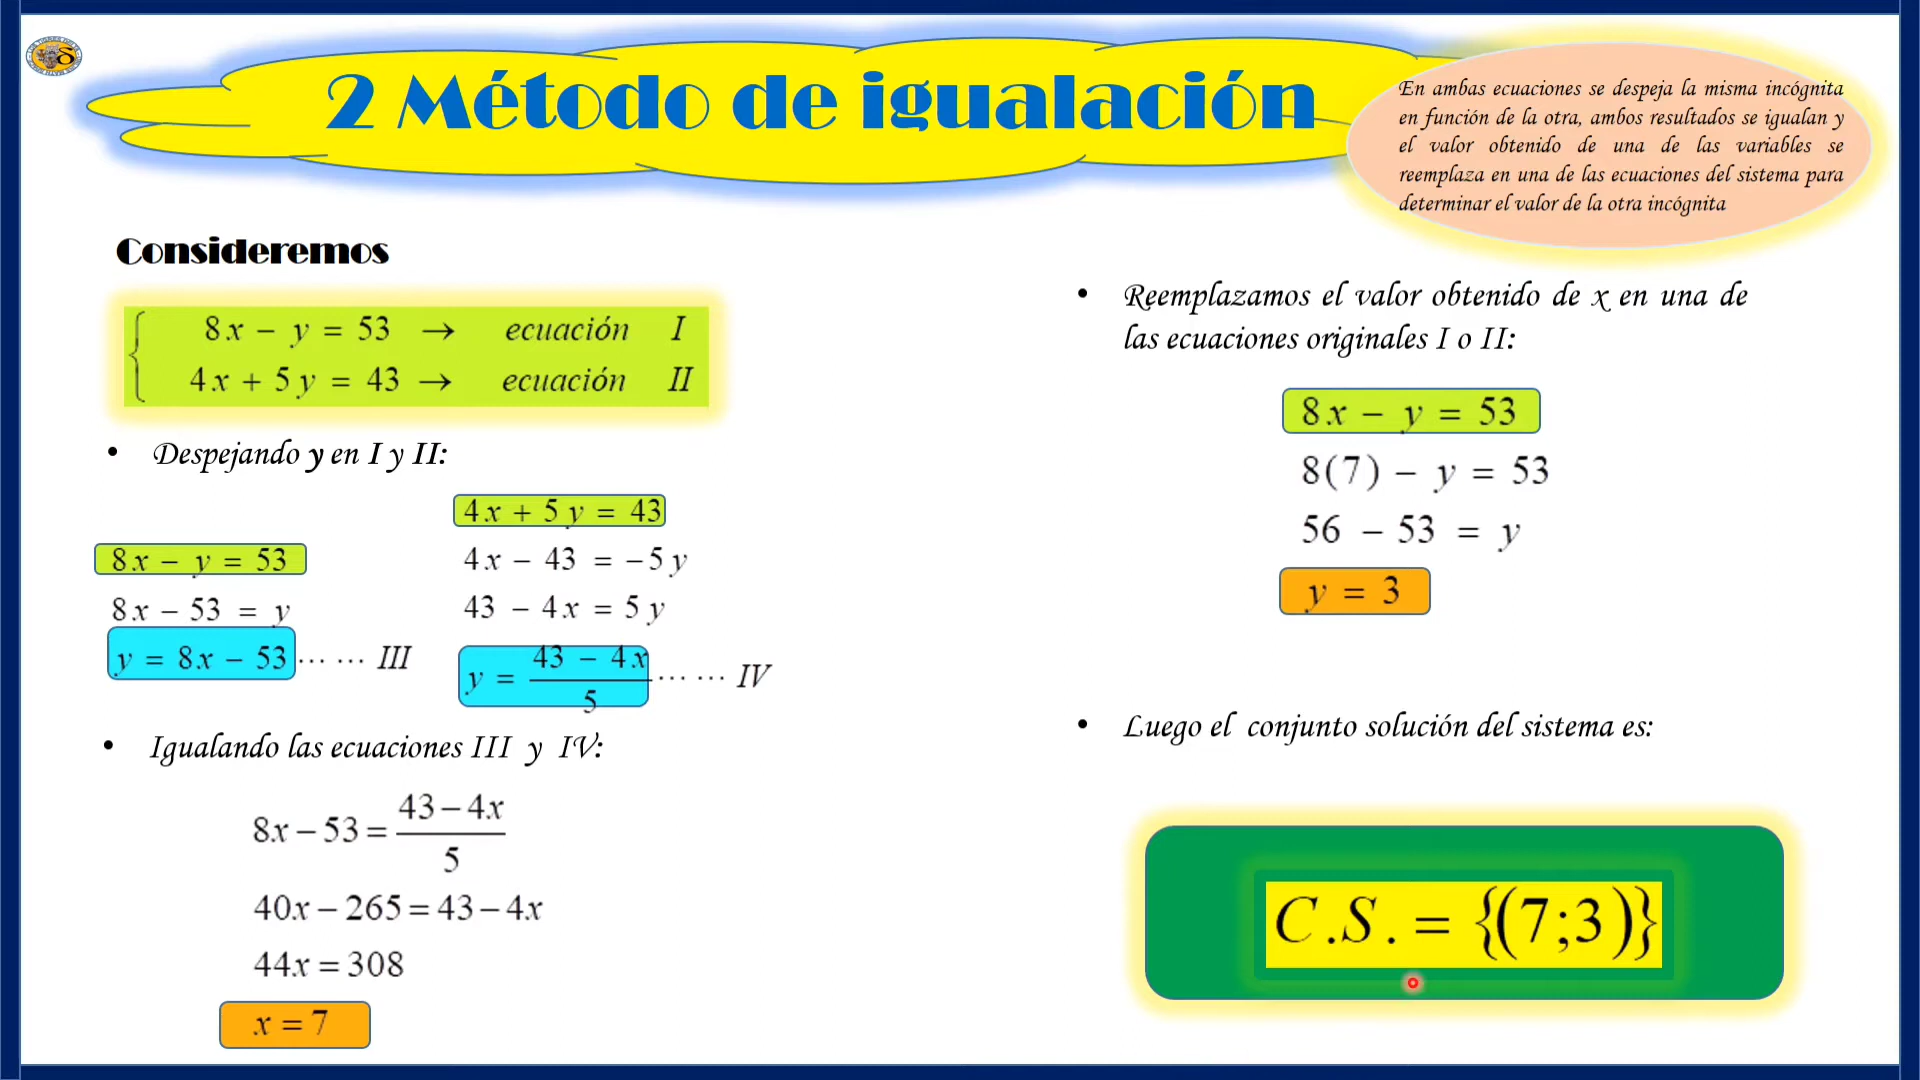 2 Método de igualación
En ambas ecuaciones se despeja la misma incógnita
en función de la otra, ambos resultados se igualan y
el valor obtenido de una de las variables se
reemplaza en una de las ecuaciones del sistema para
determinar el valor de la otra incógnita
Consideremos
8x − y = 53 → ecuación I
4x + 5y = 43 → ecuación II
• Despejando y en I y II:
8x − y = 53
8x − 53 = y
y = 8x − 53 ... ... III
4x + 5y = 43
4x − 43 = −5y
43 − 4x = 5y
y = (43 − 4x)/5 ... ... IV
• Igualando las ecuaciones III y IV:
8x − 53 = (43 − 4x)/5
40x − 265 = 43 − 4x
44x = 308
x = 7
• Reemplazamos el valor obtenido de x en una de
las ecuaciones originales I o II:
8x − y = 53
8(7) − y = 53
56 − 53 = y
y = 3
• Luego el conjunto solución del sistema es:
C.S. = {(7;3)}